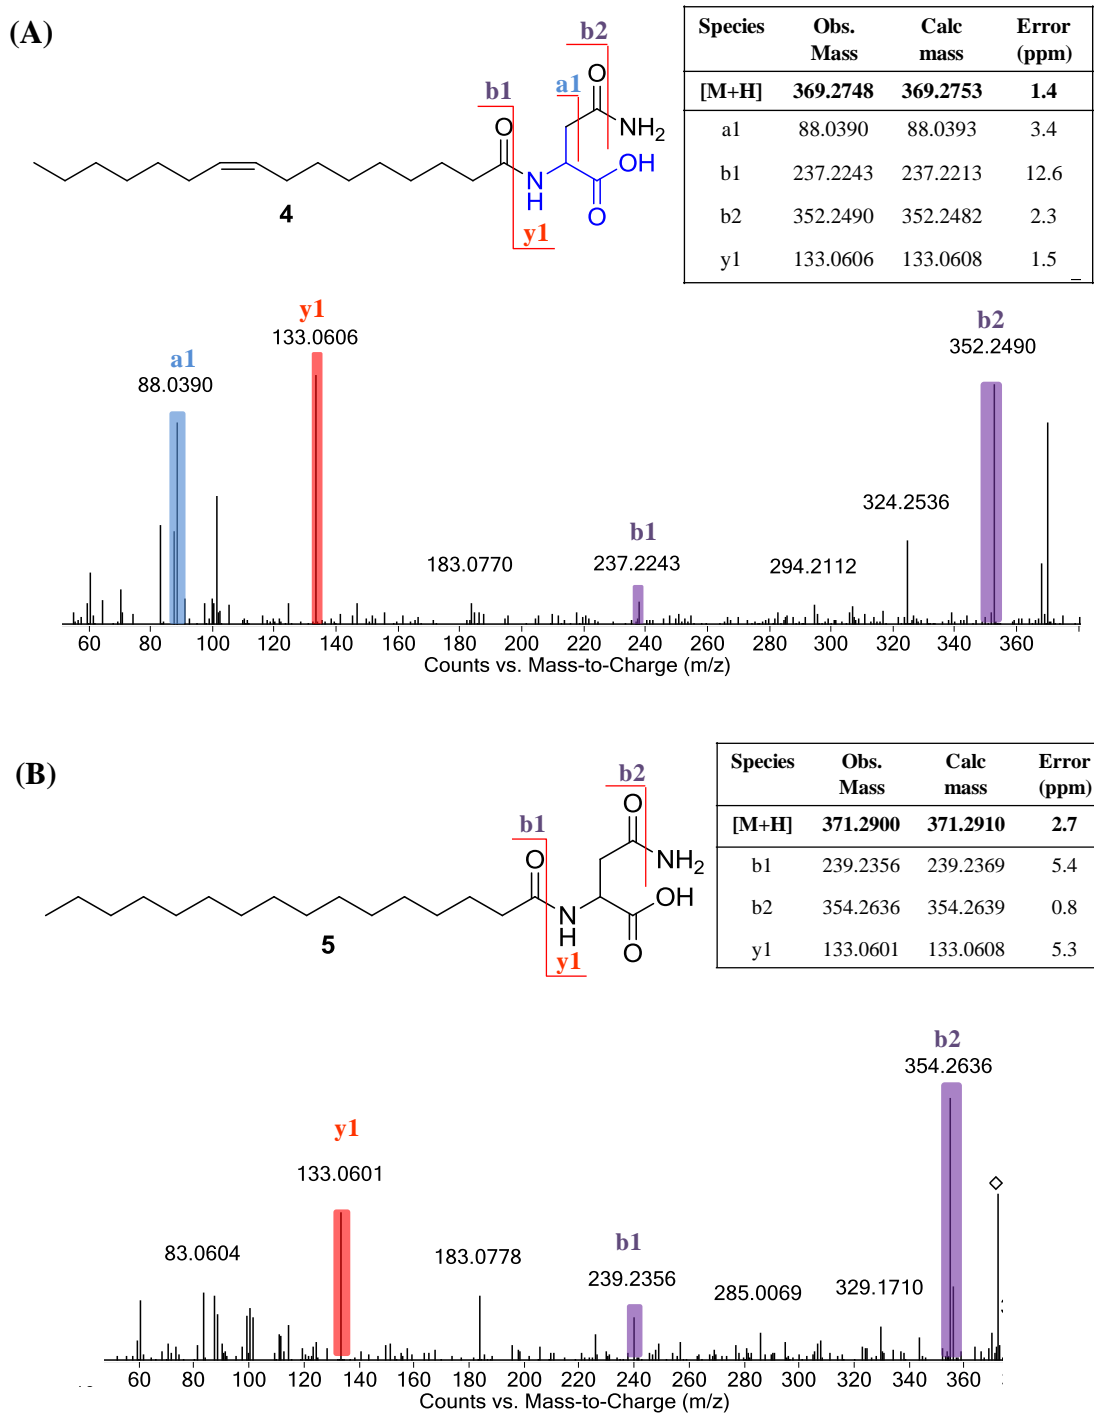 (A)
b2
b1
a1
O
O
NH2
OH
N
H
O
4
y1
Species Obs. Mass Calc mass Error (ppm)
[M+H] 369.2748 369.2753 1.4
a1 88.0390 88.0393 3.4
b1 237.2243 237.2213 12.6
b2 352.2490 352.2482 2.3
y1 133.0606 133.0608 1.5
y1
133.0606
a1
88.0390
b2
352.2490
324.2536
b1
183.0770 237.2243 294.2112
60 80 100 120 140 160 180 200 220 240 260 280 300 320 340 360
Counts vs. Mass-to-Charge (m/z)
(B)
b2
b1
O
O
NH2
OH
N
H
O
5
y1
Species Obs. Mass Calc mass Error (ppm)
[M+H] 371.2900 371.2910 2.7
b1 239.2356 239.2369 5.4
b2 354.2636 354.2639 0.8
y1 133.0601 133.0608 5.3
b2
354.2636
y1
133.0601
83.0604 183.0778
b1
239.2356 285.0069 329.1710
60 80 100 120 140 160 180 200 220 240 260 280 300 320 340 360
Counts vs. Mass-to-Charge (m/z)